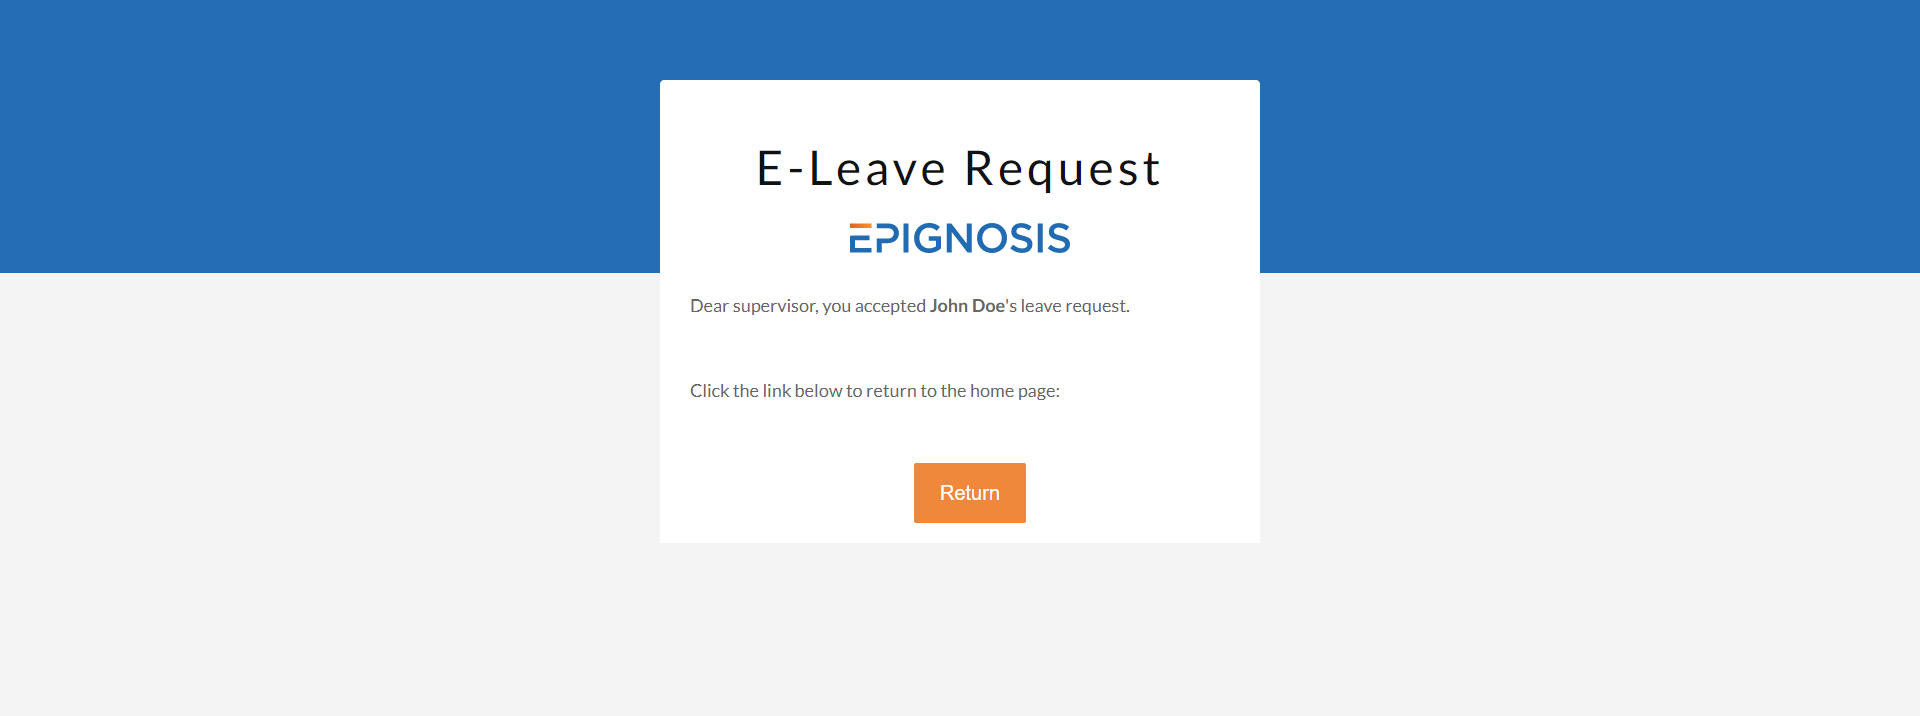 E-Leave Request
EPIGNOSIS
Dear supervisor, you accepted John Doe's leave request.
Click the link below to return to the home page:
Return